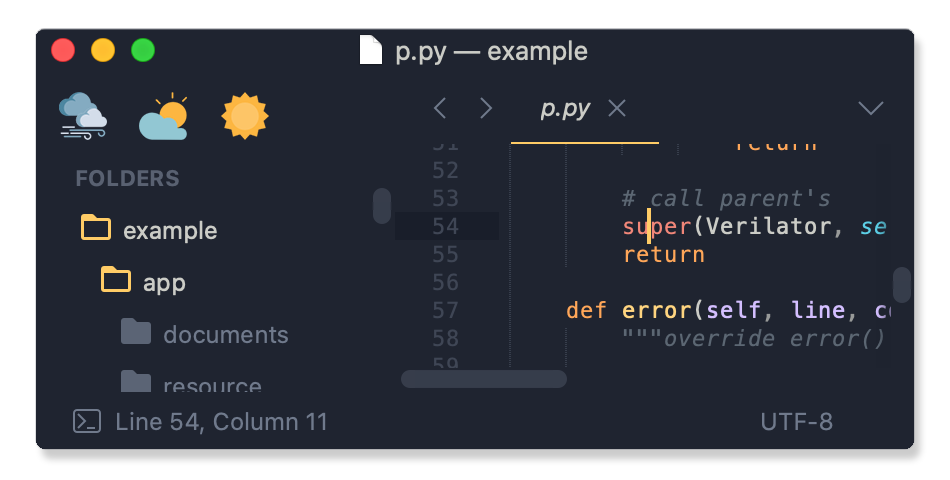 p.py — example
p.py
FOLDERS
example
app
documents
resource
51 return
52
53 # call parent's
54 super(Verilator, se
55 return
56
57 def error(self, line, c
58 """override error()
59
Line 54, Column 11
UTF-8